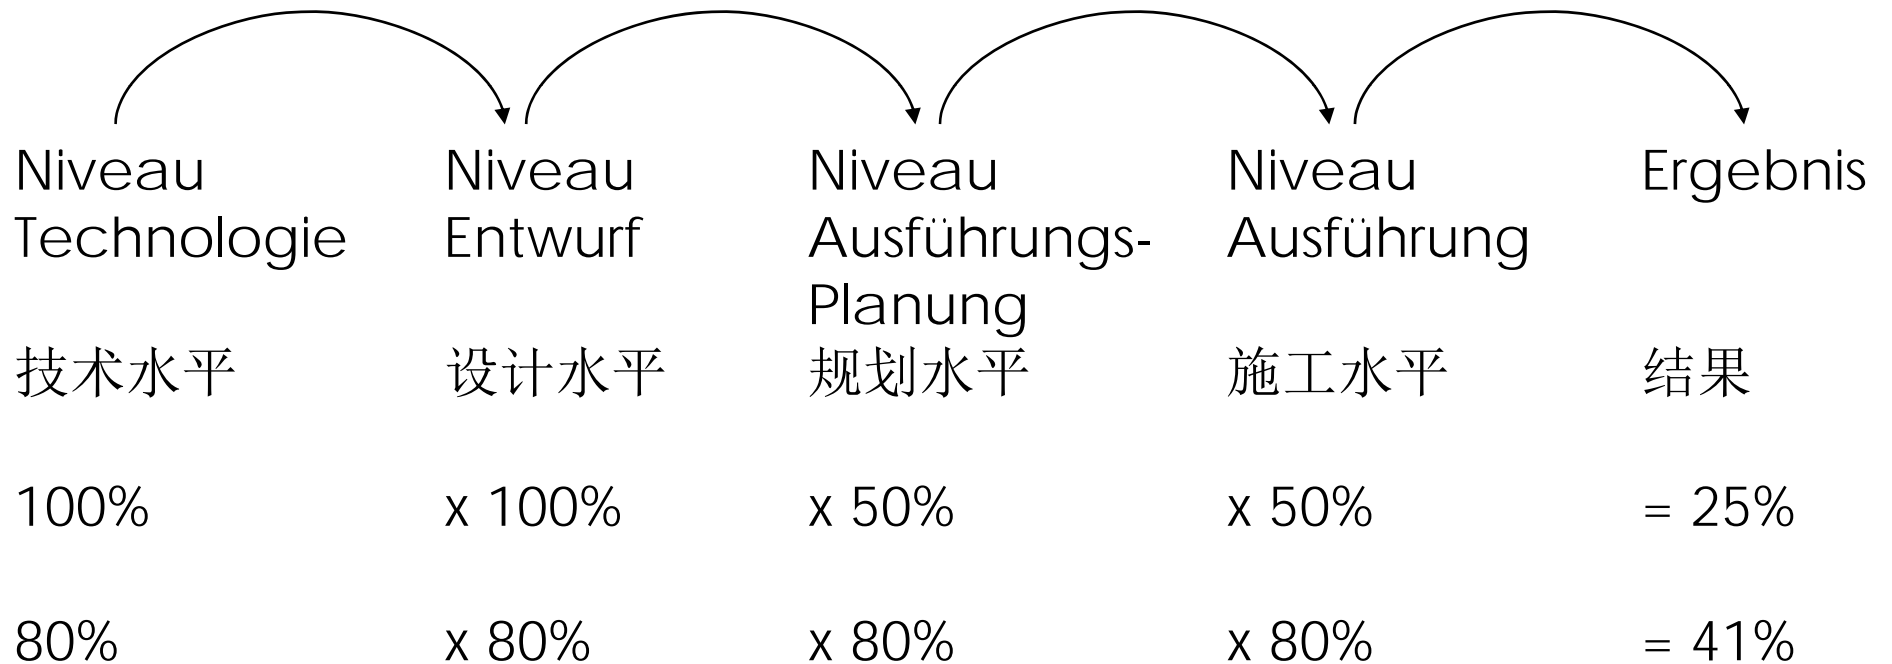 Niveau Niveau Niveau Niveau Ergebnis
Technologie Entwurf Ausführungs- Ausführung
Planung
技术水平 设计水平 规划水平 施工水平 结果
100% x 100% x 50% x 50% = 25%
80% x 80% x 80% x 80% = 41%